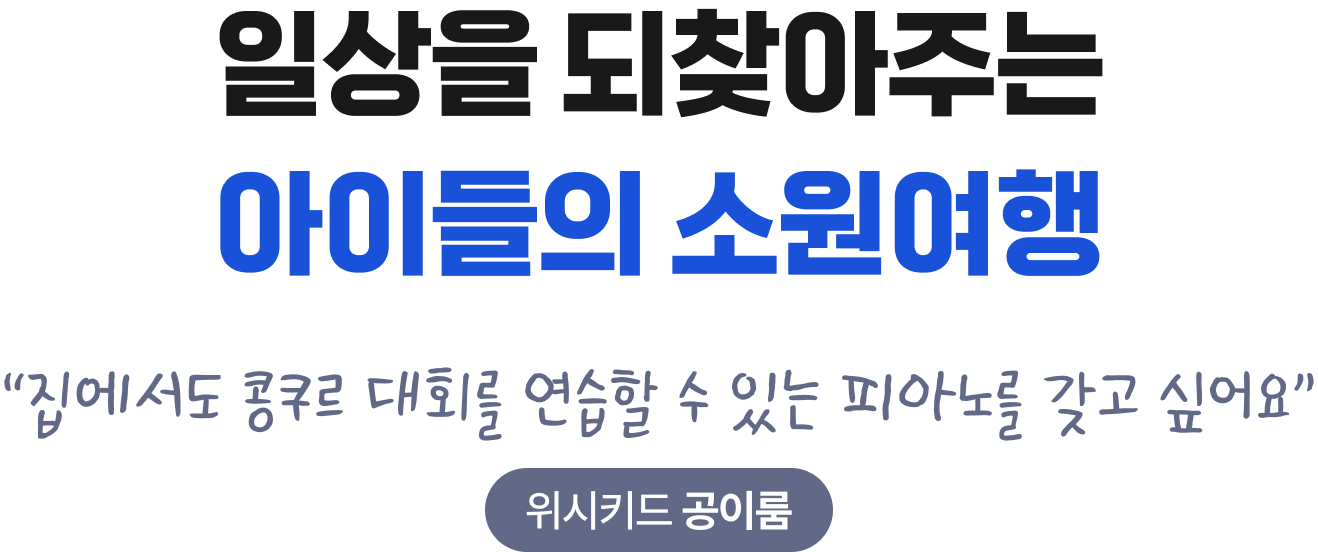 일상을 되찾아주는
아이들의 소원여행
“집에서도 콩쿠르 대회를 연습할 수 있는 피아노를 갖고 싶어요”
위시키드 공이룸